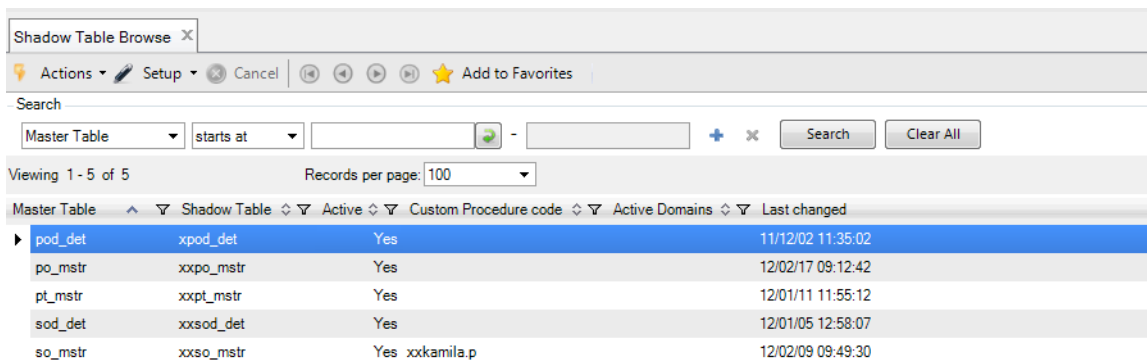 Shadow Table Browse
Actions Setup Cancel Add to Favorites
Search
Master Table starts at - Search Clear All
Viewing 1 - 5 of 5 Records per page: 100
Master Table Shadow Table Active Custom Procedure code Active Domains Last changed
pod_det xpod_det Yes 11/12/02 11:35:02
po_mstr xxpo_mstr Yes 12/02/17 09:12:42
pt_mstr xxpt_mstr Yes 12/01/11 11:55:12
sod_det xxsod_det Yes 12/01/05 12:58:07
so_mstr xxso_mstr Yes xxkamila.p 12/02/09 09:49:30